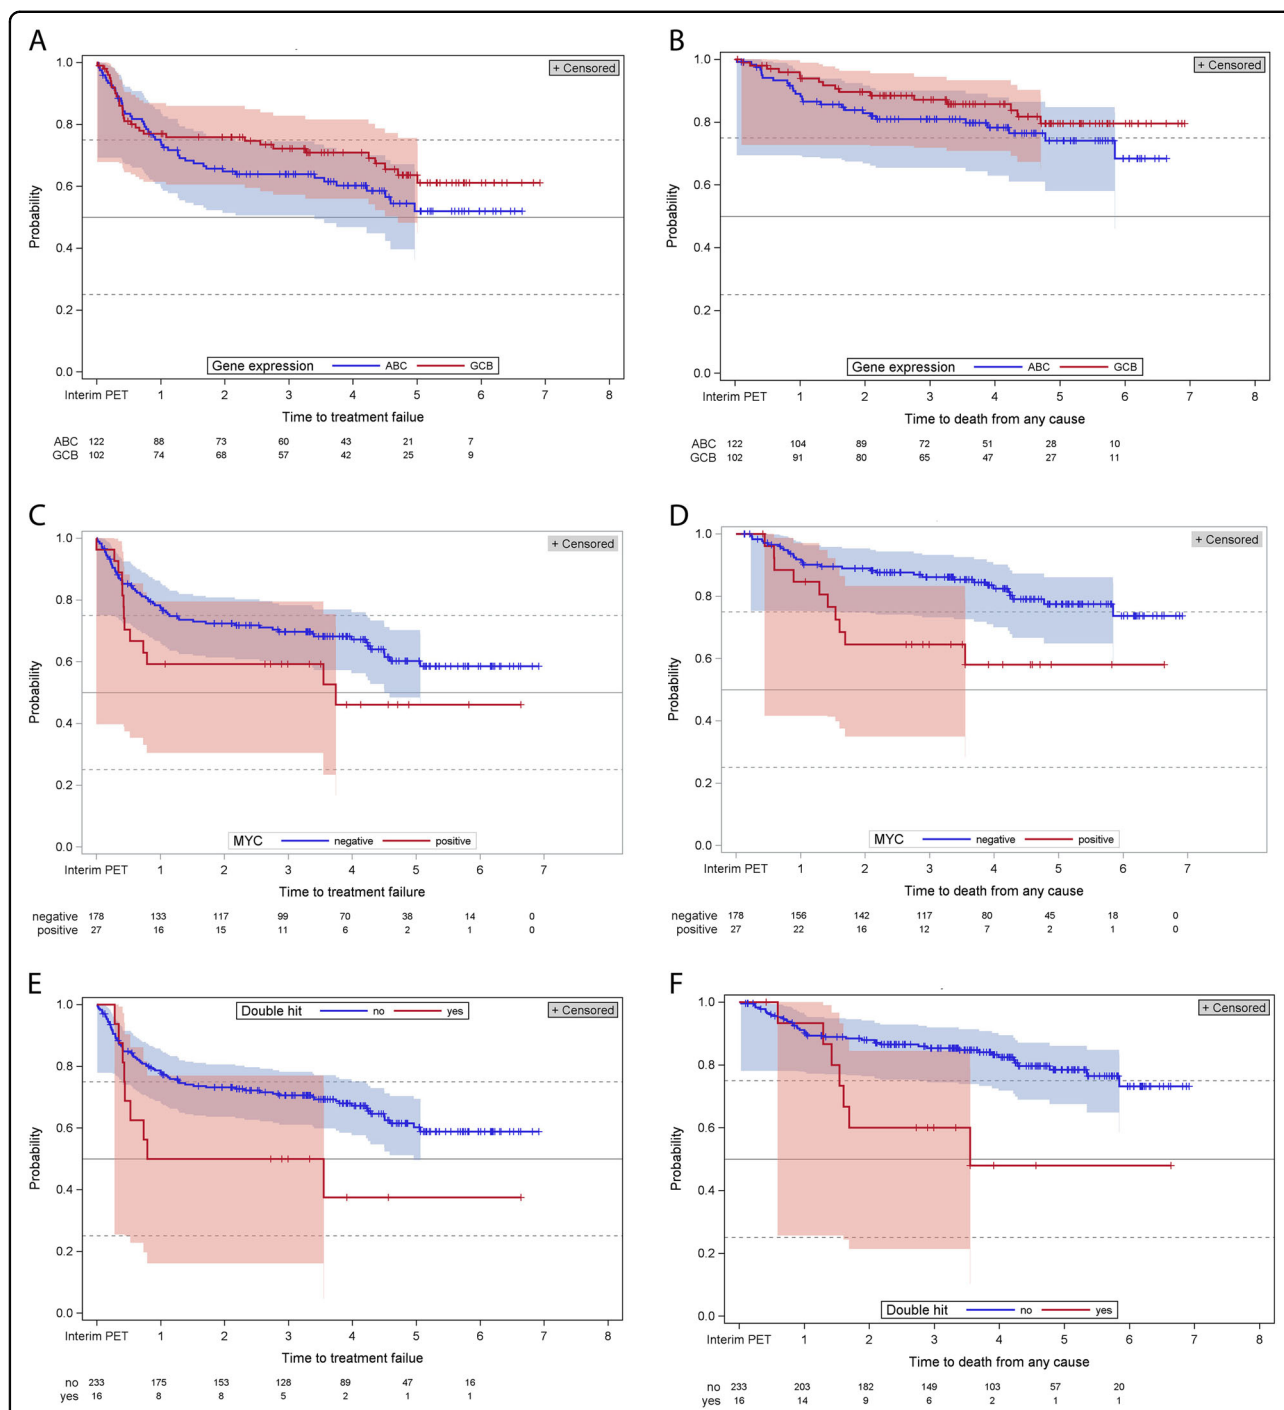 A
+ Censored
1.0
0.8
0.6
0.4
0.2
0.0
Probability
Gene expression ABC GCB
Interim PET 1 2 3 4 5 6 7 8
Time to treatment failue
ABC 122 88 73 60 43 21 7
GCB 102 74 68 57 42 25 9
B
+ Censored
1.0
0.8
0.6
0.4
0.2
0.0
Probability
Gene expression ABC GCB
Interim PET 1 2 3 4 5 6 7 8
Time to death from any cause
ABC 122 104 89 72 51 28 10
GCB 102 91 80 65 47 27 11
C
+ Censored
1.0
0.8
0.6
0.4
0.2
0.0
Probability
MYC negative positive
Interim PET 1 2 3 4 5 6 7
Time to treatment failure
negative 178 133 117 99 70 38 14 0
positive 27 16 15 11 6 2 1 0
D
+ Censored
1.0
0.8
0.6
0.4
0.2
0.0
Probability
MYC negative positive
Interim PET 1 2 3 4 5 6 7
Time to death from any cause
negative 178 156 142 117 80 45 18 0
positive 27 22 16 12 7 2 1 0
E
Double hit no yes
+ Censored
1.0
0.8
0.6
0.4
0.2
0.0
Probability
Interim PET 1 2 3 4 5 6 7 8
Time to treatment failue
no 233 175 153 128 89 47 16
yes 16 8 8 5 2 1 1
F
+ Censored
1.0
0.8
0.6
0.4
0.2
0.0
Probability
Double hit no yes
Interim PET 1 2 3 4 5 6 7 8
Time to death from any cause
no 233 203 182 149 103 57 20
yes 16 14 9 6 2 1 1